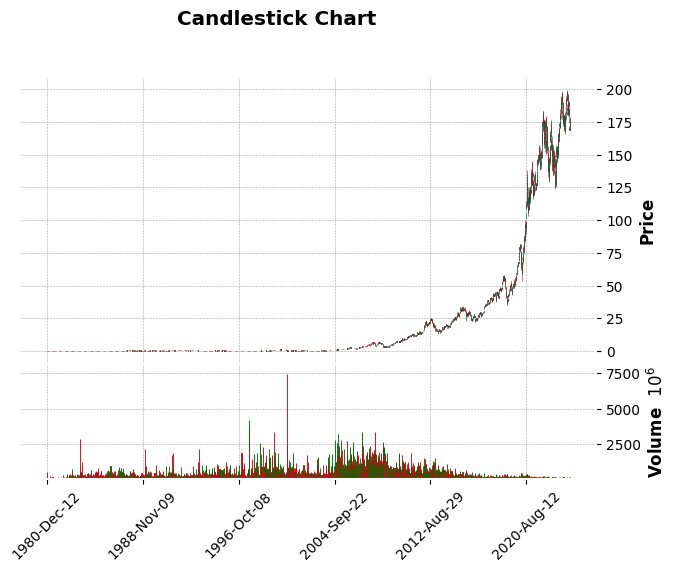 Candlestick Chart
200
175
150
125
100
75
50
25
0
Price
7500
5000
2500
Volume 10^6
1980-Dec-12
1988-Nov-09
1996-Oct-08
2004-Sep-22
2012-Aug-29
2020-Aug-12